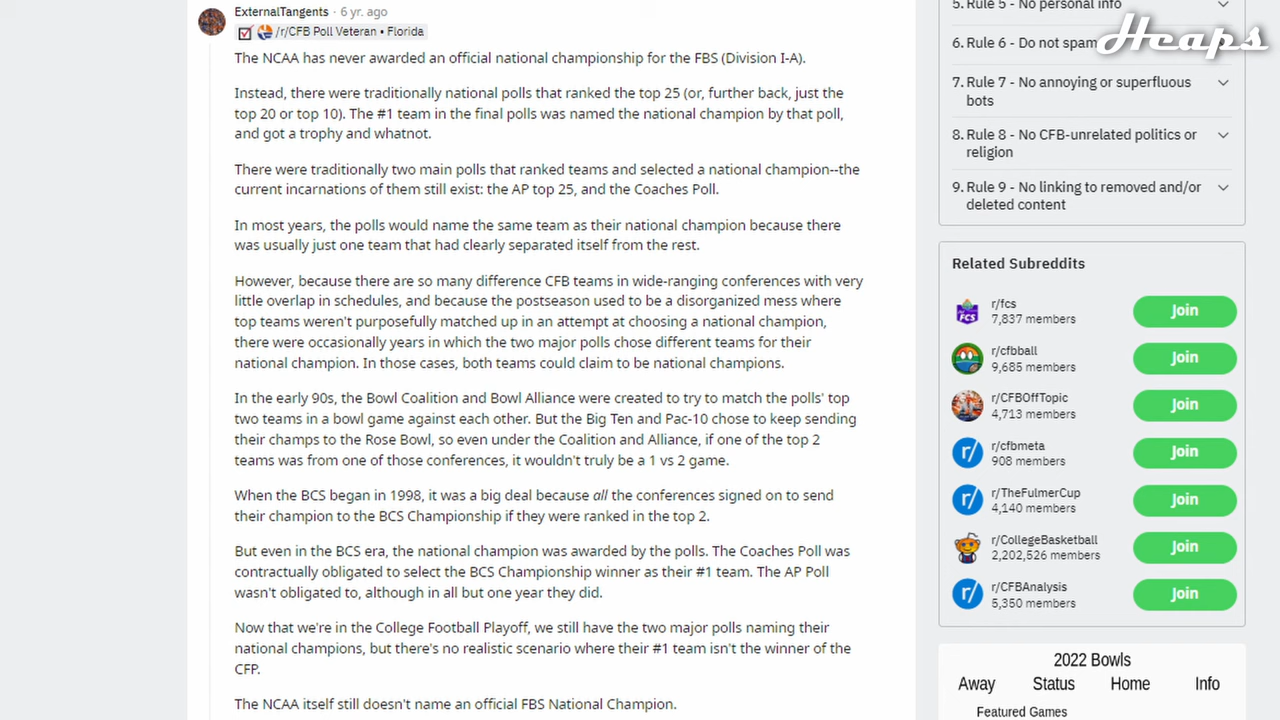 ExternalTangents · 6 yr. ago
/r/CFB Poll Veteran • Florida
The NCAA has never awarded an official national championship for the FBS (Division I-A).
Instead, there were traditionally national polls that ranked the top 25 (or, further back, just the
top 20 or top 10). The #1 team in the final polls was named the national champion by that poll,
and got a trophy and whatnot.
There were traditionally two main polls that ranked teams and selected a national champion--the
current incarnations of them still exist: the AP top 25, and the Coaches Poll.
In most years, the polls would name the same team as their national champion because there
was usually just one team that had clearly separated itself from the rest.
However, because there are so many difference CFB teams in wide-ranging conferences with very
little overlap in schedules, and because the postseason used to be a disorganized mess where
top teams weren't purposefully matched up in an attempt at choosing a national champion,
there were occasionally years in which the two major polls chose different teams for their
national champion. In those cases, both teams could claim to be national champions.
In the early 90s, the Bowl Coalition and Bowl Alliance were created to try to match the polls' top
two teams in a bowl game against each other. But the Big Ten and Pac-10 chose to keep sending
their champs to the Rose Bowl, so even under the Coalition and Alliance, if one of the top 2
teams was from one of those conferences, it wouldn't truly be a 1 vs 2 game.
When the BCS began in 1998, it was a big deal because all the conferences signed on to send
their champion to the BCS Championship if they were ranked in the top 2.
But even in the BCS era, the national champion was awarded by the polls. The Coaches Poll was
contractually obligated to select the BCS Championship winner as their #1 team. The AP Poll
wasn't obligated to, although in all but one year they did.
Now that we're in the College Football Playoff, we still have the two major polls naming their
national champions, but there's no realistic scenario where their #1 team isn't the winner of the
CFP.
The NCAA itself still doesn't name an official FBS National Champion.
5. Rule 5 - No personal info
Heaps
6. Rule 6 - Do not spam
7. Rule 7 - No annoying or superfluous
bots
8. Rule 8 - No CFB-unrelated politics or
religion
9. Rule 9 - No linking to removed and/or
deleted content
Related Subreddits
FCS
r/fcs
7,837 members
Join
r/cfbball
9,685 members
Join
r/CFBOffTopic
4,713 members
Join
r/
r/cfbmeta
908 members
Join
r/
r/TheFulmerCup
4,140 members
Join
r/CollegeBasketball
2,202,526 members
Join
r/
r/CFBAnalysis
5,350 members
Join
2022 Bowls
Away Status Home Info
Featured Games